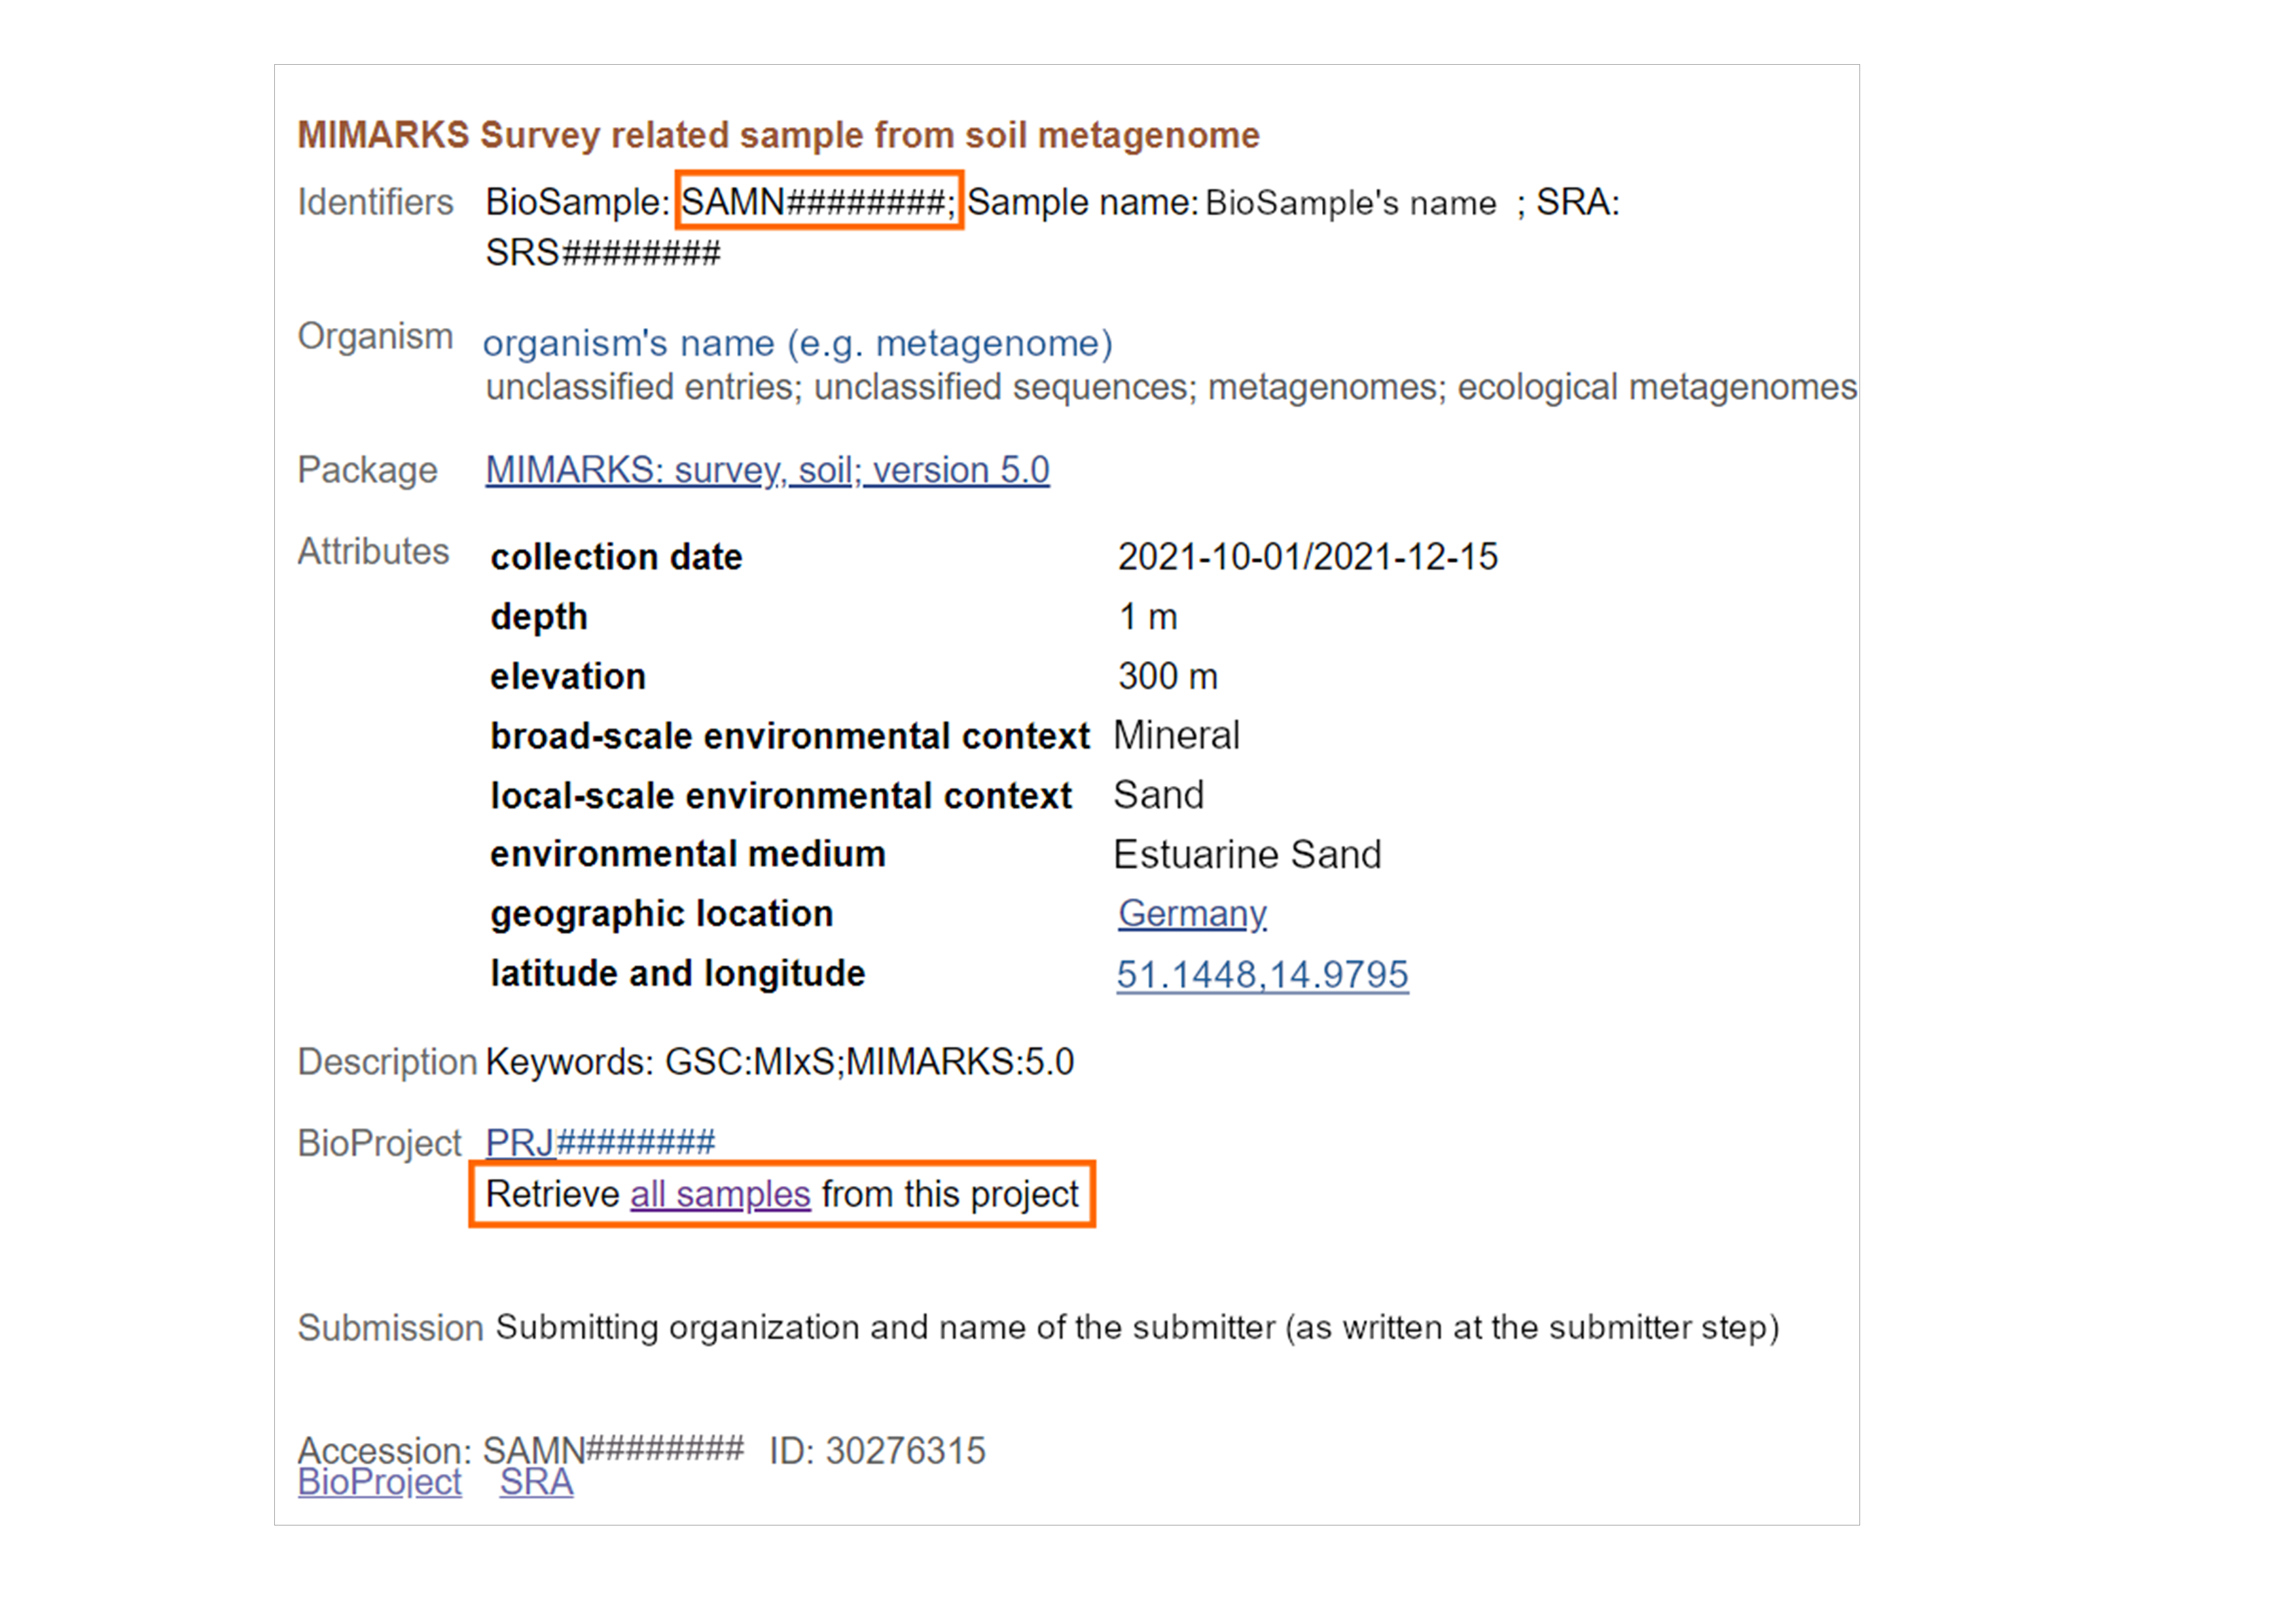 MIMARKS Survey related sample from soil metagenome
Identifiers BioSample: SAMN########; Sample name: BioSample's name ; SRA:
SRS########
Organism organism's name (e.g. metagenome)
unclassified entries; unclassified sequences; metagenomes; ecological metagenomes
Package MIMARKS: survey, soil; version 5.0
Attributes collection date 2021-10-01/2021-12-15
depth 1 m
elevation 300 m
broad-scale environmental context Mineral
local-scale environmental context Sand
environmental medium Estuarine Sand
geographic location Germany
latitude and longitude 51.1448,14.9795
Description Keywords: GSC:MIxS;MIMARKS:5.0
BioProject PRJ########
Retrieve all samples from this project
Submission Submitting organization and name of the submitter (as written at the submitter step)
Accession: SAMN######## ID: 30276315
BioProject SRA